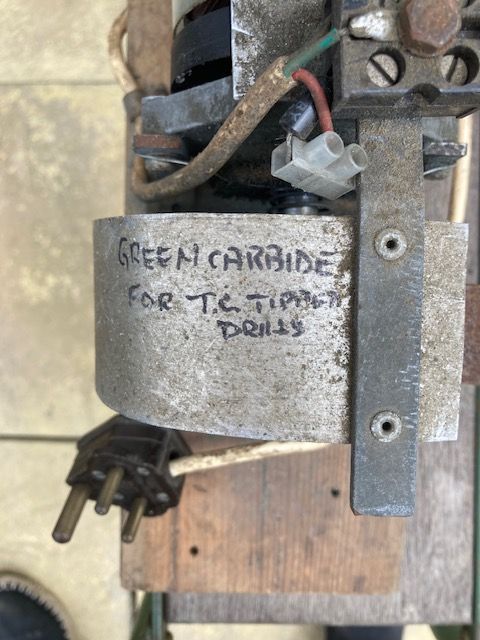 GREEN CARBIDE
FOR T.C. TIPPED
DRILLS